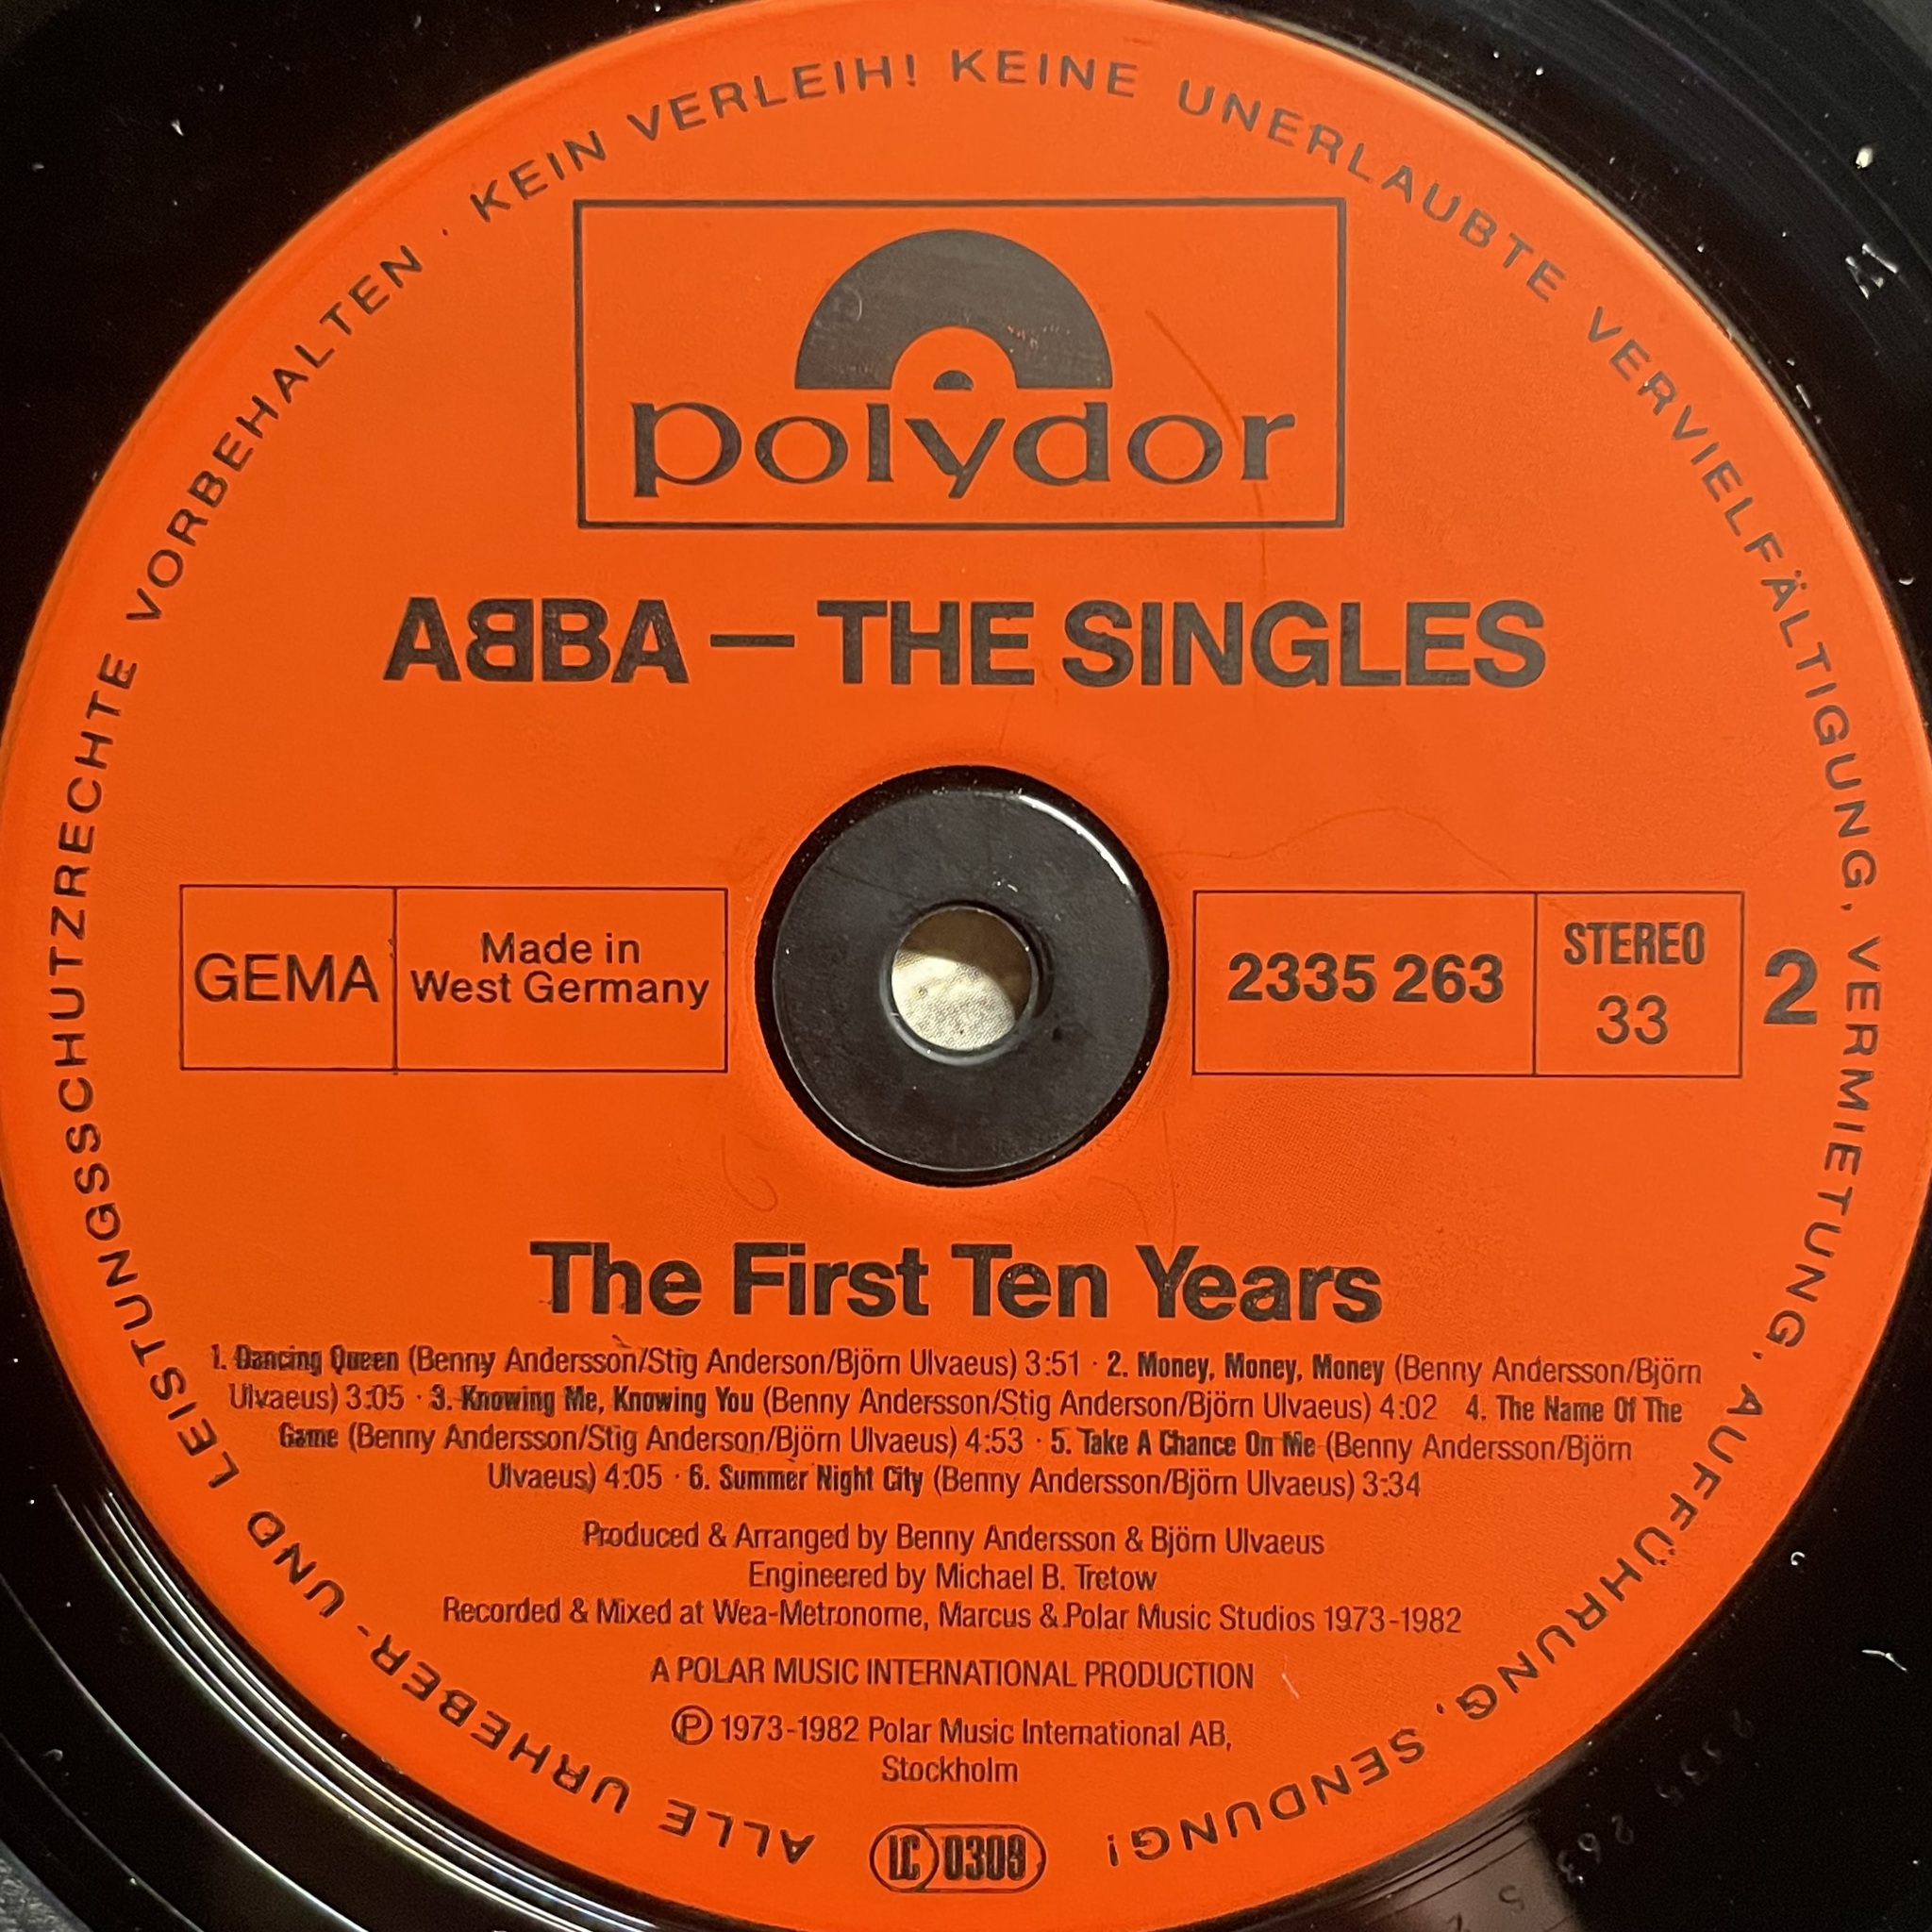 ALLE URHEBER- UND LEISTUNGSSCHUTZRECHTE VORBEHALTEN · KEIN VERLEIH! KEINE UNERLAUBTE VERVIELFÄLTIGUNG, VERMIETUNG, AUFFÜHRUNG, SENDUNG!
polydor
ABBA — THE SINGLES
GEMA
Made in
West Germany
2335 263
STEREO
33
2
The First Ten Years
1. Dancing Queen (Benny Andersson/Stig Anderson/Björn Ulvaeus) 3:51 · 2. Money, Money, Money (Benny Andersson/Björn
Ulvaeus) 3:05 · 3. Knowing Me, Knowing You (Benny Andersson/Stig Anderson/Björn Ulvaeus) 4:02 4. The Name Of The
Game (Benny Andersson/Stig Anderson/Björn Ulvaeus) 4:53 · 5. Take A Chance On Me (Benny Andersson/Björn
Ulvaeus) 4:05 · 6. Summer Night City (Benny Andersson/Björn Ulvaeus) 3:34
Produced & Arranged by Benny Andersson & Björn Ulvaeus
Engineered by Michael B. Tretow
Recorded & Mixed at Wea-Metronome, Marcus & Polar Music Studios 1973-1982
A POLAR MUSIC INTERNATIONAL PRODUCTION
Ⓟ 1973-1982 Polar Music International AB,
Stockholm
LC 0309
2335 263